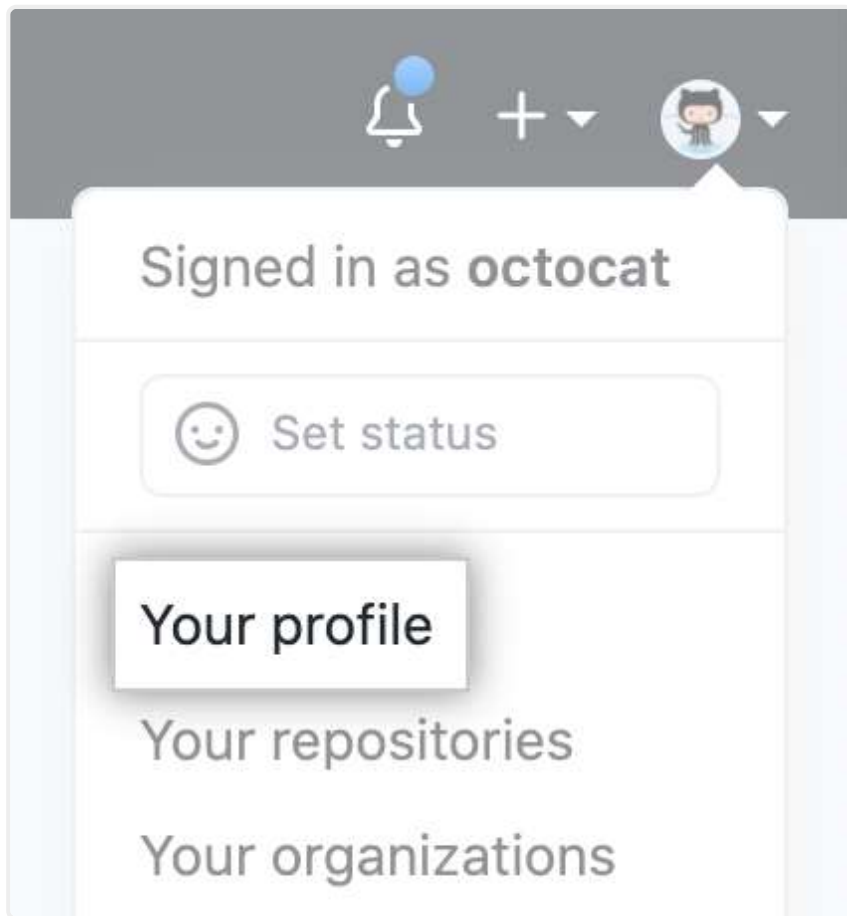 Signed in as octocat
Set status
Your profile
Your repositories
Your organizations